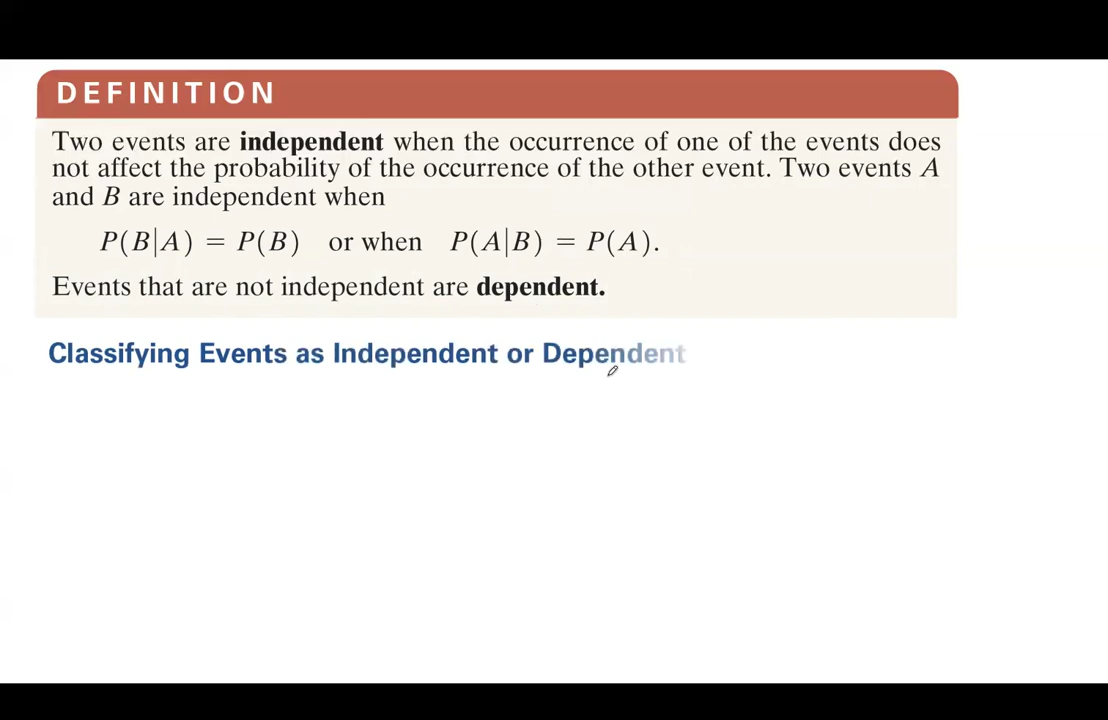 DEFINITION
Two events are independent when the occurrence of one of the events does
not affect the probability of the occurrence of the other event. Two events A
and B are independent when
P(B|A) = P(B) or when P(A|B) = P(A).
Events that are not independent are dependent.
Classifying Events as Independent or Dependent